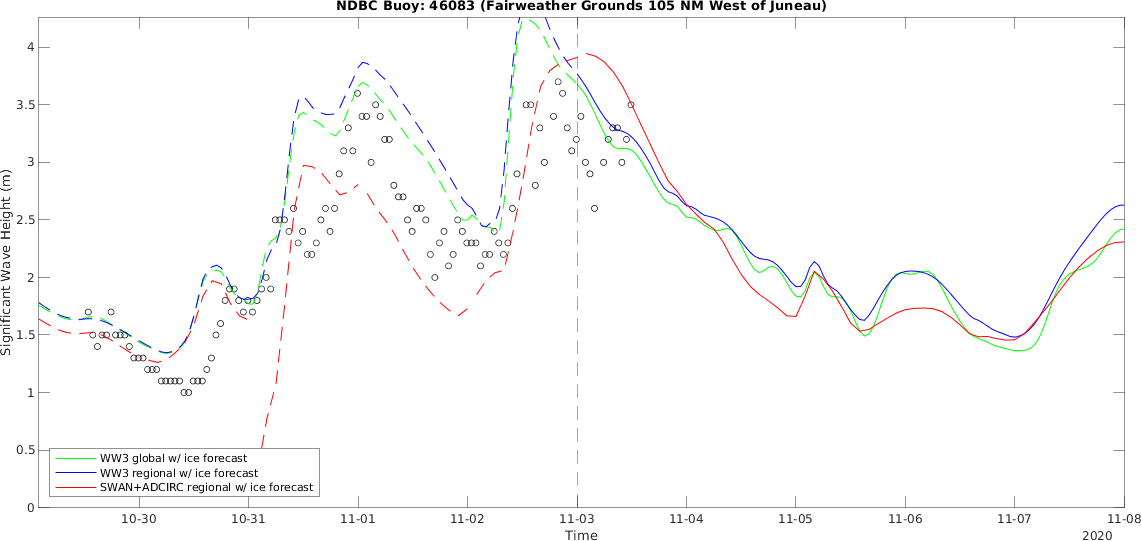 NDBC Buoy: 46083 (Fairweather Grounds 105 NM West of Juneau)
Significant Wave Height (m)
4
3.5
3
2.5
2
1.5
1
0.5
0
WW3 global w/ ice forecast
WW3 regional w/ ice forecast
SWAN+ADCIRC regional w/ ice forecast
10-30 10-31 11-01 11-02 11-03 11-04 11-05 11-06 11-07 11-08
Time
2020